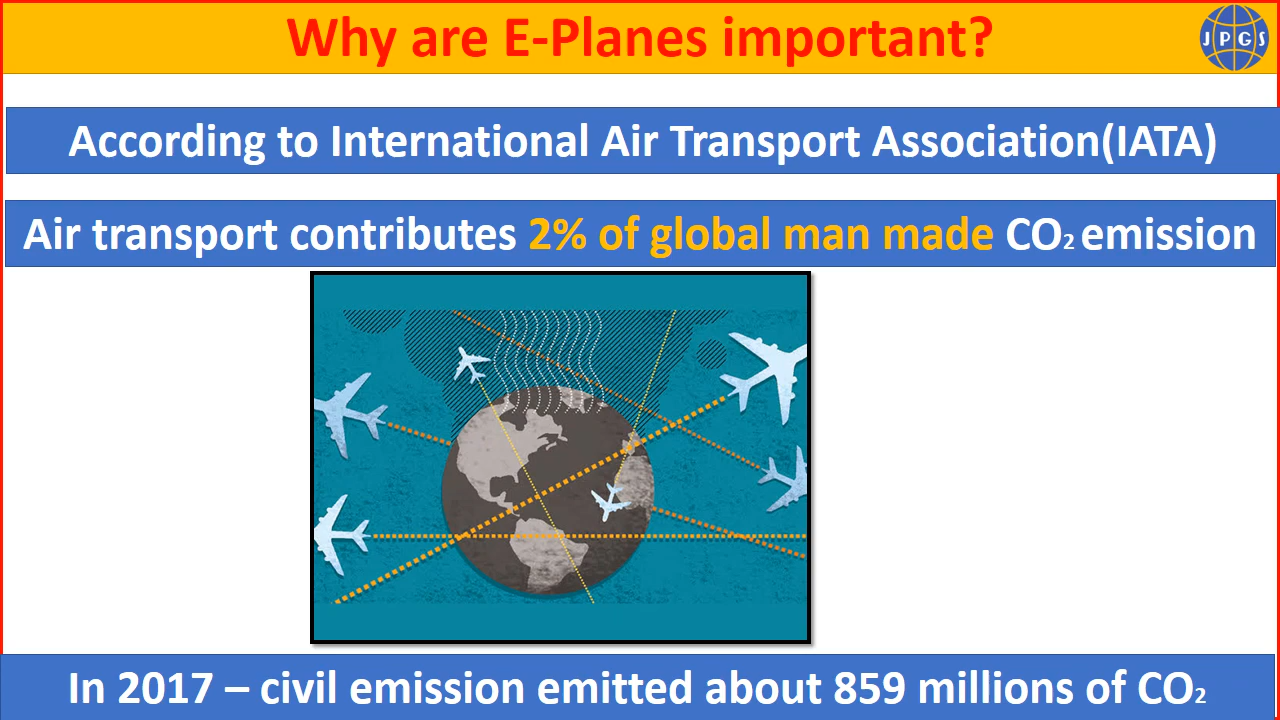 Why are E-Planes important?
JPGS
According to International Air Transport Association(IATA)
Air transport contributes 2% of global man made CO₂ emission
In 2017 – civil emission emitted about 859 millions of CO₂